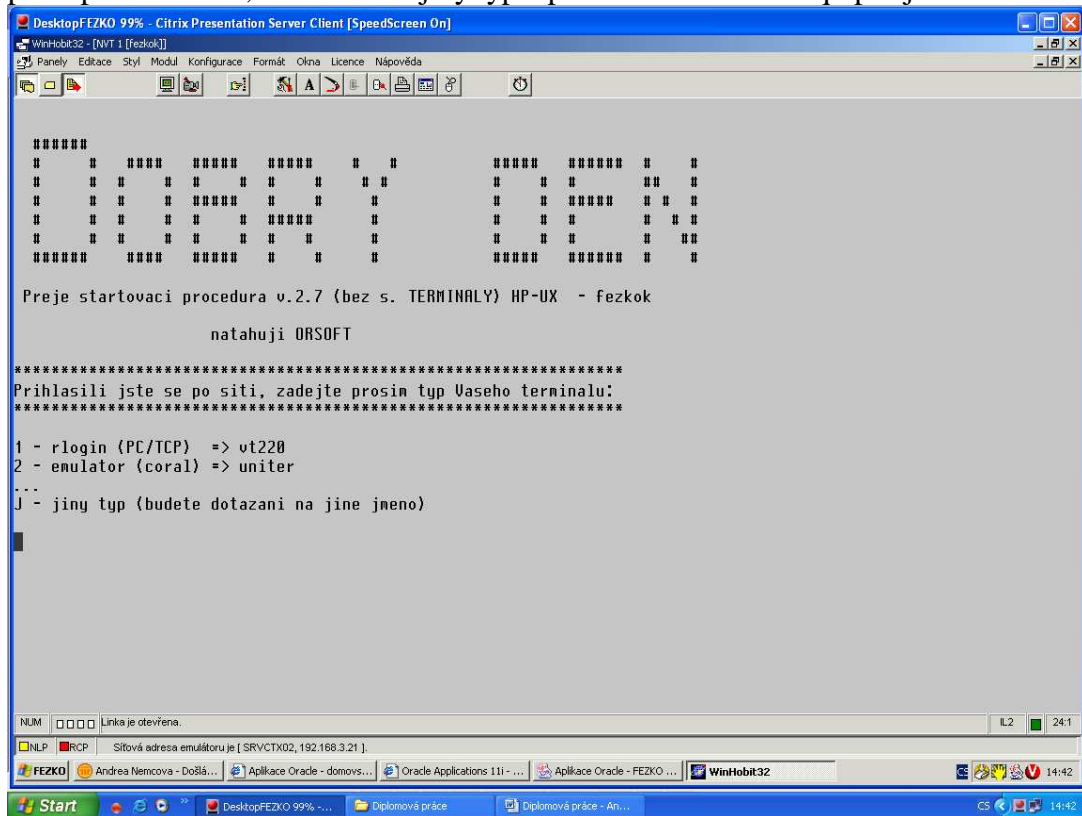 DesktopFEZKO 99% - Citrix Presentation Server Client [SpeedScreen On]
WinHobit32 - [NVT 1 [fezkok]]
Panely Editace Styl Modul Konfigurace Formát Okna Licence Nápověda
DOBRY DEN
Preje startovaci procedura v.2.7 (bez s. TERMINALY) HP-UX - fezkok
natahuji ORSOFT
*****************************************************************
Prihlasili jste se po siti, zadejte prosim typ Vaseho terminalu:
*****************************************************************
1 - rlogin (PC/TCP) => vt220
2 - emulator (coral) => uniter
...
J - jiny typ (budete dotazani na jine jmeno)
NUM Linka je otevřena. IL2 24:1
NLP RCP Síťová adresa emulátoru je [ SRVCTX02, 192.168.3.21 ].
FEZKO Andrea Nemcova - Došlá... Aplikace Oracle - domovs... Oracle Applications 11i - ... Aplikace Oracle - FEZKO ... WinHobit32 CS 14:42
Start DesktopFEZKO 99% -... Diplomová práce Diplomová práce - An... CS 14:42